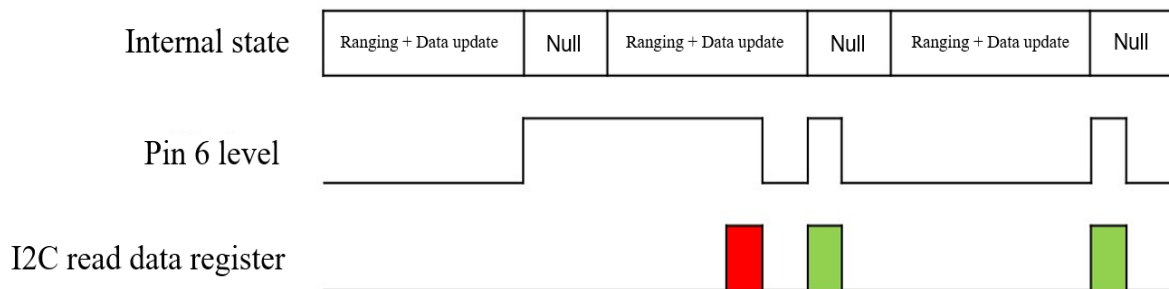 Internal state
Ranging + Data update
Null
Ranging + Data update
Null
Ranging + Data update
Null
Pin 6 level
I2C read data register